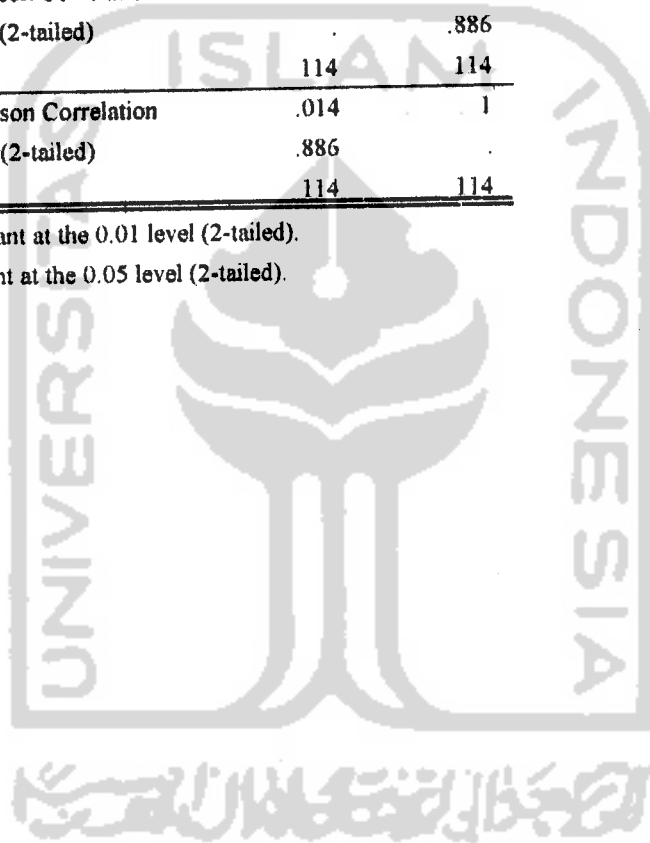 (2-tailed) . .886
114 114
son Correlation .014 1
(2-tailed) .886 .
114 114
ant at the 0.01 level (2-tailed).
nt at the 0.05 level (2-tailed).
UNIVERSITAS
ISLAM
INDONESIA